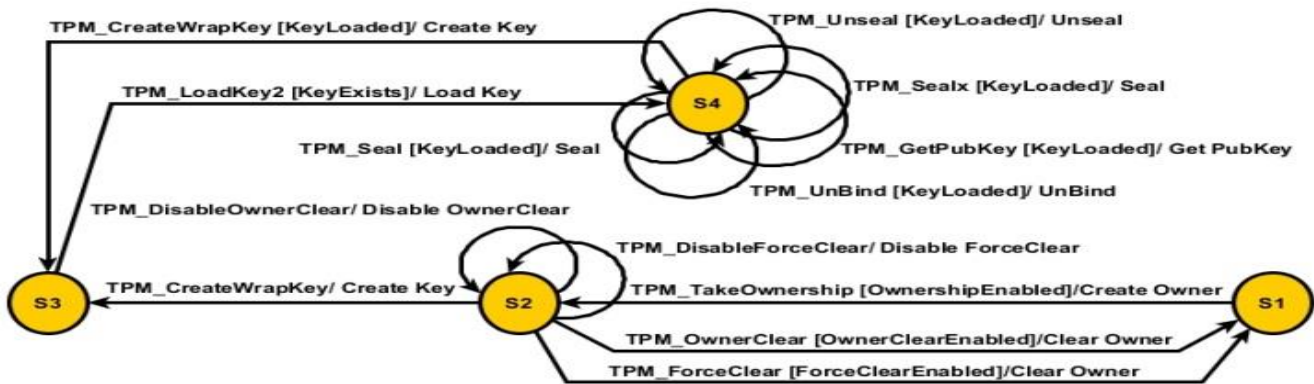 TPM_CreateWrapKey [KeyLoaded]/ Create Key
TPM_Unseal [KeyLoaded]/ Unseal
TPM_LoadKey2 [KeyExists]/ Load Key
S4
TPM_Sealx [KeyLoaded]/ Seal
TPM_Seal [KeyLoaded]/ Seal
TPM_GetPubKey [KeyLoaded]/ Get PubKey
TPM_UnBind [KeyLoaded]/ UnBind
TPM_DisableOwnerClear/ Disable OwnerClear
TPM_DisableForceClear/ Disable ForceClear
S3
TPM_CreateWrapKey/ Create Key
S2
TPM_TakeOwnership [OwnershipEnabled]/Create Owner
S1
TPM_OwnerClear [OwnerClearEnabled]/Clear Owner
TPM_ForceClear [ForceClearEnabled]/Clear Owner